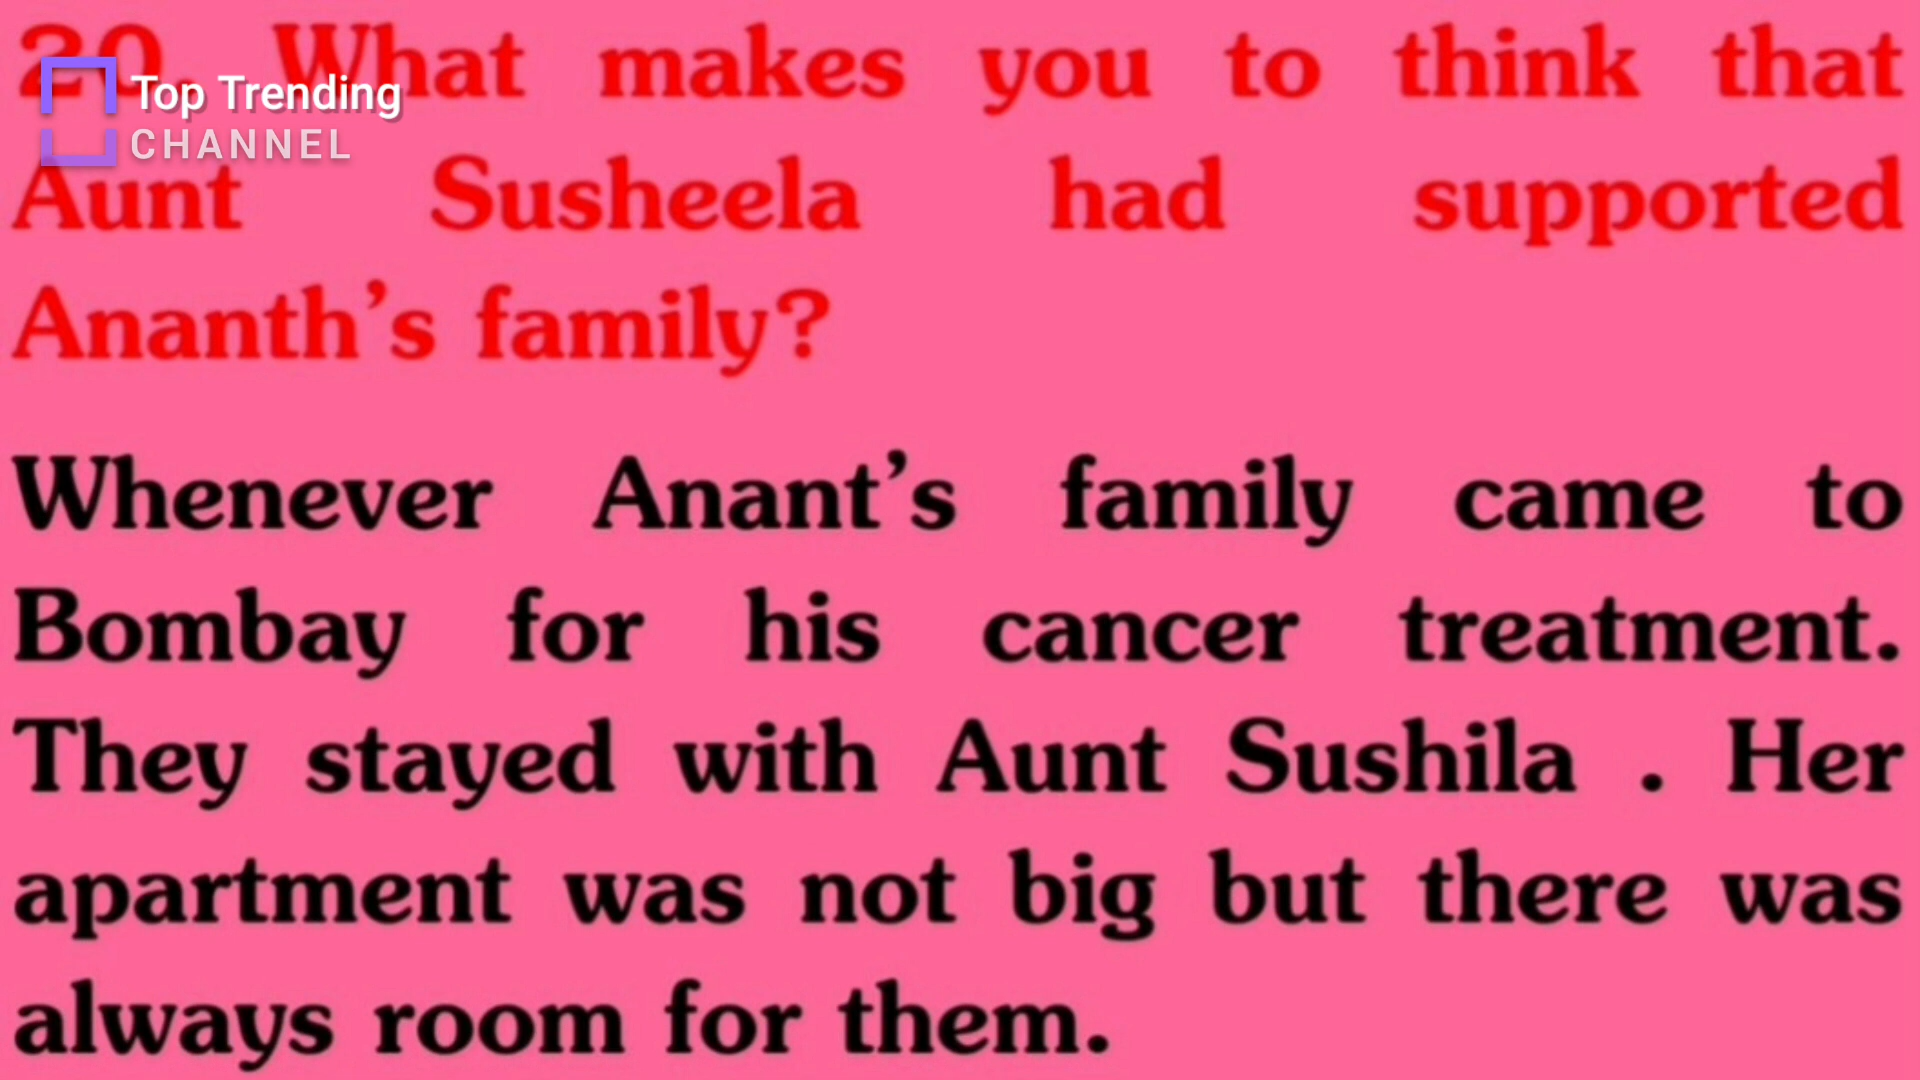 20. What makes you to think that
Top Trending
CHANNEL
Aunt Susheela had supported
Ananth's family?
Whenever Anant's family came to
Bombay for his cancer treatment.
They stayed with Aunt Sushila . Her
apartment was not big but there was
always room for them.